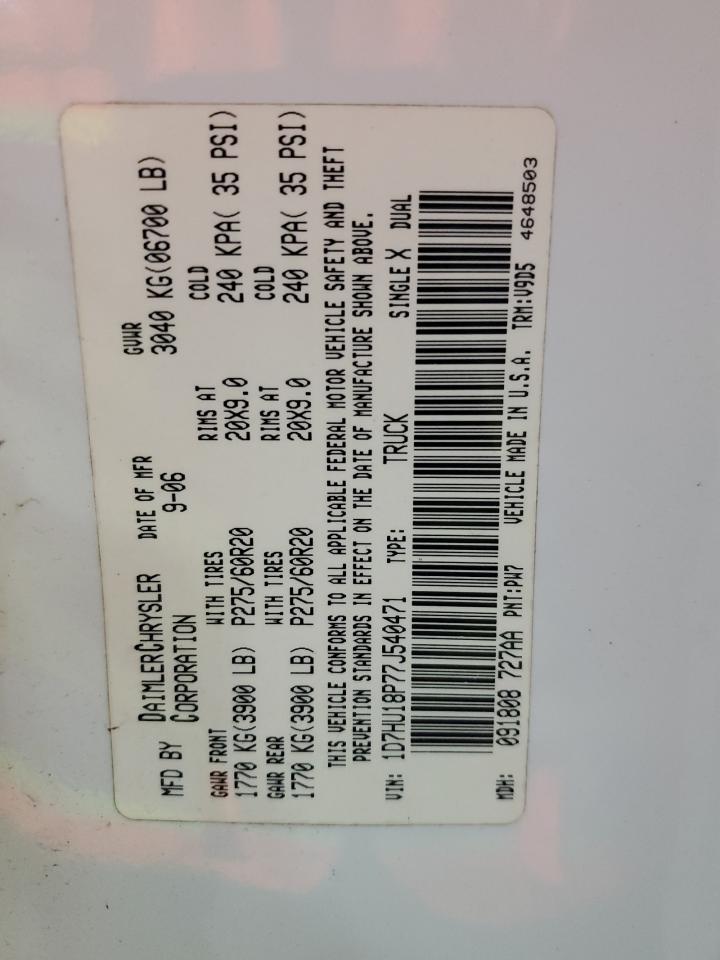 MFD BY DAIMLERCHRYSLER CORPORATION DATE OF MFR 9-06 GVWR 3040 KG(06700 LB)
GAWR FRONT WITH TIRES RIMS AT COLD
1770 KG(3900 LB) P275/60R20 20X9.0 240 KPA( 35 PSI)
GAWR REAR WITH TIRES RIMS AT COLD
1770 KG(3900 LB) P275/60R20 20X9.0 240 KPA( 35 PSI)
THIS VEHICLE CONFORMS TO ALL APPLICABLE FEDERAL MOTOR VEHICLE SAFETY AND THEFT
PREVENTION STANDARDS IN EFFECT ON THE DATE OF MANUFACTURE SHOWN ABOVE.
VIN: 1D7HU18P77J540471 TYPE: TRUCK SINGLE X DUAL
MDH: 091808 727AA PNT:PW7 VEHICLE MADE IN U.S.A. TRM:V9D5 4648503